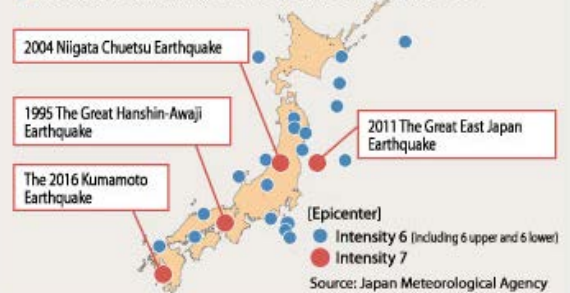 2004 Niigata Chuetsu Earthquake
1995 The Great Hanshin-Awaji
Earthquake
The 2016 Kumamoto
Earthquake
2011 The Great East Japan
Earthquake
[Epicenter]
Intensity 6 (including 6 upper and 6 lower)
Intensity 7
Source: Japan Meteorological Agency